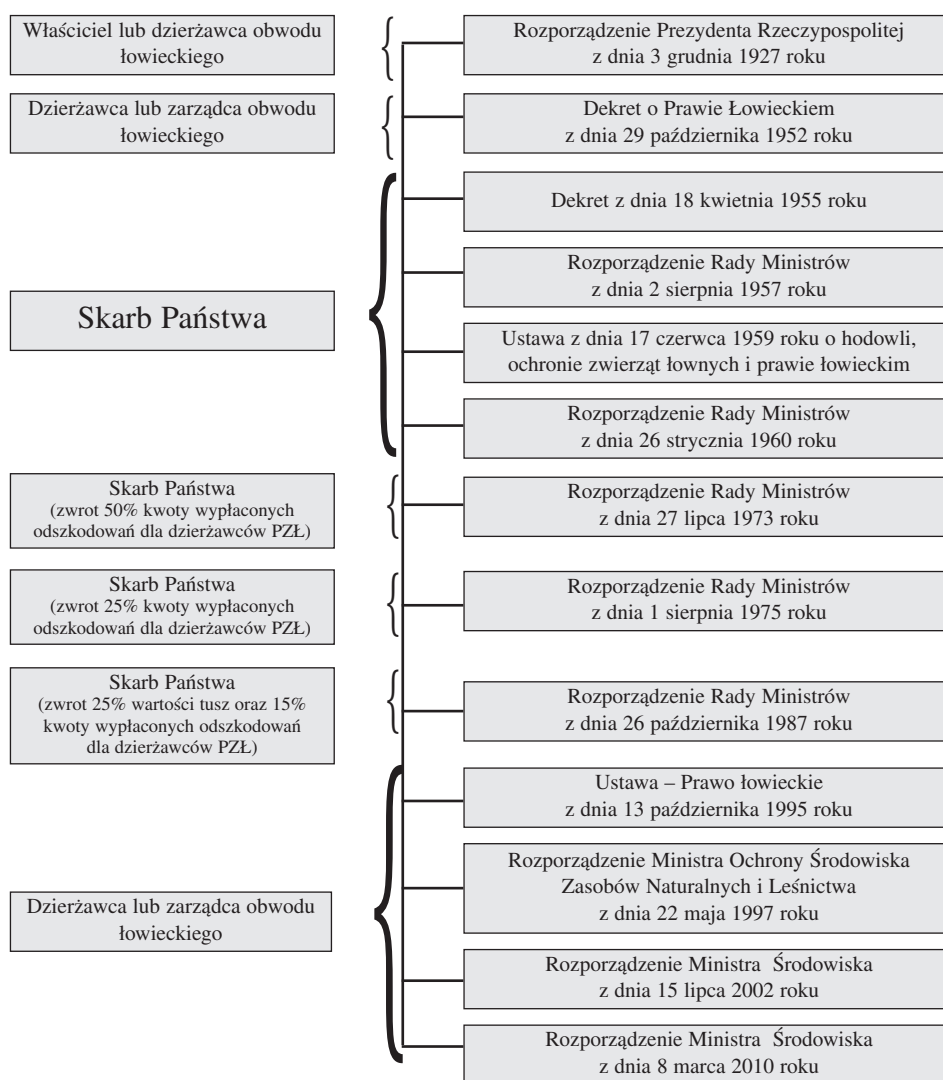 Właściciel lub dzierżawca obwodu
łowieckiego
Rozporządzenie Prezydenta Rzeczypospolitej
z dnia 3 grudnia 1927 roku
Dzierżawca lub zarządca obwodu
łowieckiego
Dekret o Prawie Łowieckiem
z dnia 29 października 1952 roku
Skarb Państwa
Dekret z dnia 18 kwietnia 1955 roku
Rozporządzenie Rady Ministrów
z dnia 2 sierpnia 1957 roku
Ustawa z dnia 17 czerwca 1959 roku o hodowli,
ochronie zwierząt łownych i prawie łowieckim
Rozporządzenie Rady Ministrów
z dnia 26 strycznia 1960 roku
Skarb Państwa
(zwrot 50% kwoty wypłaconych
odszkodowań dla dzierżawców PZŁ)
Rozporządzenie Rady Ministrów
z dnia 27 lipca 1973 roku
Skarb Państwa
(zwrot 25% kwoty wypłaconych
odszkodowań dla dzierżawców PZŁ)
Rozporządzenie Rady Ministrów
z dnia 1 sierpnia 1975 roku
Skarb Państwa
(zwrot 25% wartości tusz oraz 15%
kwoty wypłaconych odszkodowań
dla dzierżawców PZŁ)
Rozporządzenie Rady Ministrów
z dnia 26 października 1987 roku
Dzierżawca lub zarządca obwodu
łowieckiego
Ustawa – Prawo łowieckie
z dnia 13 października 1995 roku
Rozporządzenie Ministra Ochrony Środowiska
Zasobów Naturalnych i Leśnictwa
z dnia 22 maja 1997 roku
Rozporządzenie Ministra Środowiska
z dnia 15 lipca 2002 roku
Rozporządzenie Ministra Środowiska
z dnia 8 marca 2010 roku